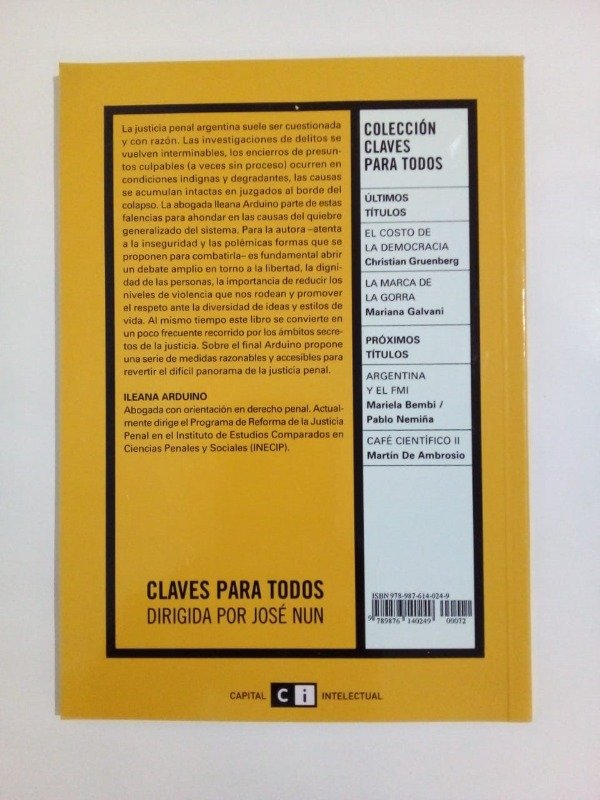 La justicia penal argentina suele ser cuestionada
y con razón. Las investigaciones de delitos se
vuelven interminables, los encierros de presun-
tos culpables (a veces sin proceso) ocurren en
condiciones indignas y degradantes, las causas
se acumulan intactas en juzgados al borde del
colapso. La abogada Ileana Arduino parte de estas
falencias para ahondar en las causas del quiebre
generalizado del sistema. Para la autora –atenta
a la inseguridad y las polémicas formas que se
proponen para combatirla– es fundamental abrir
un debate amplio en torno a la libertad, la digni-
dad de las personas, la importancia de reducir los
niveles de violencia que nos rodean y promover
el respeto ante la diversidad de ideas y estilos de
vida. Al mismo tiempo este libro se convierte en
un poco frecuente recorrido por los ámbitos secre-
tos de la justicia. Sobre el final Arduino propone
una serie de medidas razonables y accesibles para
revertir el difícil panorama de la justicia penal.
ILEANA ARDUINO
Abogada con orientación en derecho penal. Actual-
mente dirige el Programa de Reforma de la Justicia
Penal en el Instituto de Estudios Comparados en
Ciencias Penales y Sociales (INECIP).
CLAVES PARA TODOS
DIRIGIDA POR JOSÉ NUN
COLECCIÓN
CLAVES
PARA TODOS
ÚLTIMOS
TÍTULOS
EL COSTO DE
LA DEMOCRACIA
Christian Gruenberg
LA MARCA DE
LA GORRA
Mariana Galvani
PRÓXIMOS
TÍTULOS
ARGENTINA
Y EL FMI
Mariela Bembi /
Pablo Nemiña
CAFÉ CIENTÍFICO II
Martín De Ambrosio
ISBN 978-987-614-024-9
9 789876 140249 00072
CAPITAL Ci INTELECTUAL